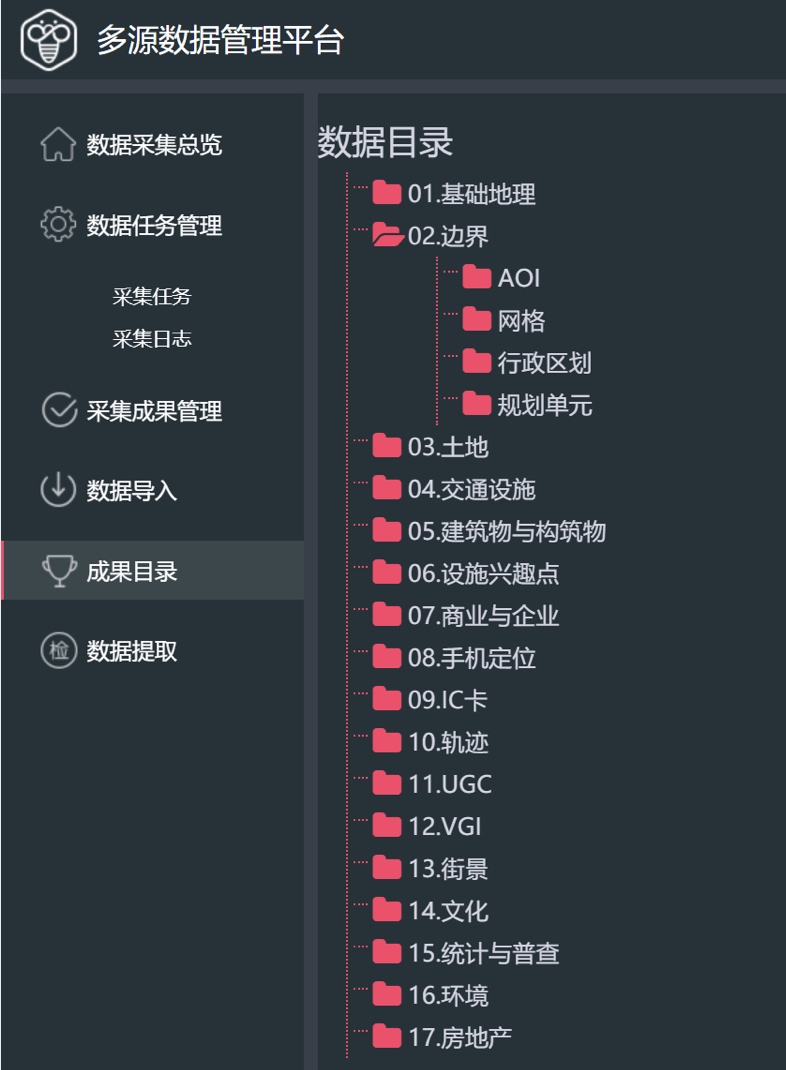 多源数据管理平台
数据采集总览
数据任务管理
采集任务
采集日志
采集成果管理
数据导入
成果目录
检
数据提取
数据目录
01.基础地理
02.边界
AOI
网格
行政区划
规划单元
03.土地
04.交通设施
05.建筑物与构筑物
06.设施兴趣点
07.商业与企业
08.手机定位
09.IC卡
10.轨迹
11.UGC
12.VGI
13.街景
14.文化
15.统计与普查
16.环境
17.房地产